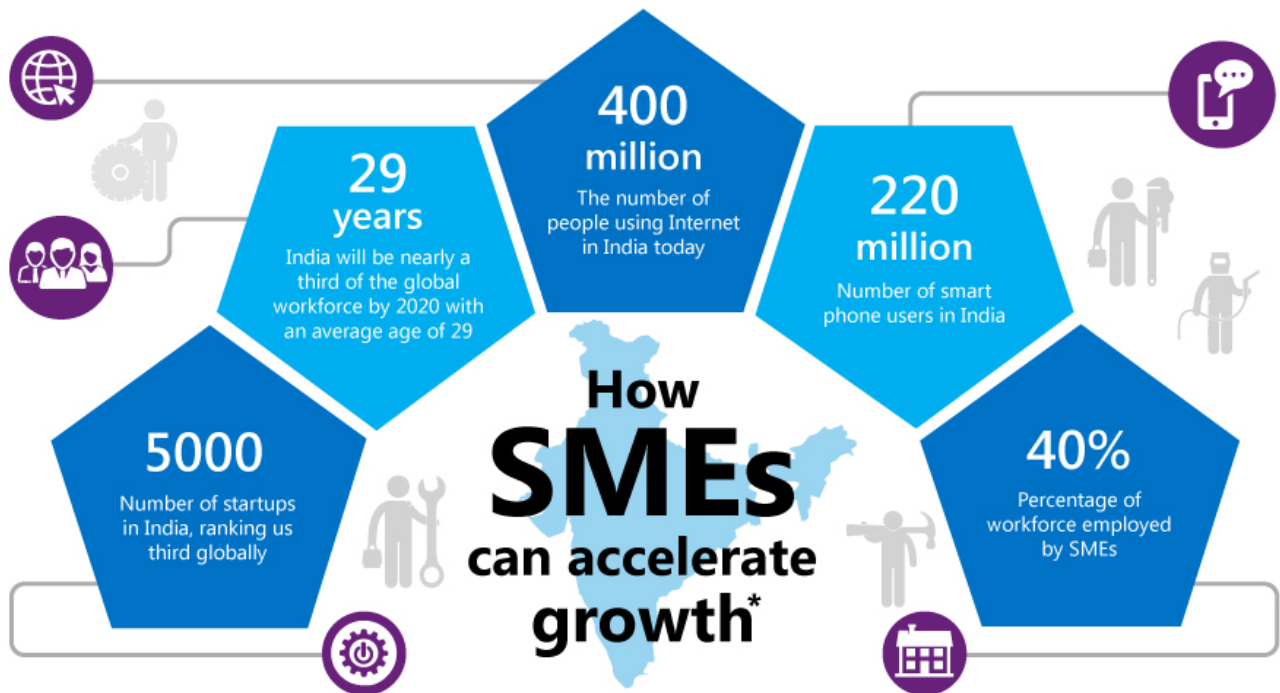 400
million
The number of
people using Internet
in India today
29
years
India will be nearly a
third of the global
workforce by 2020 with
an average age of 29
220
million
Number of smart
phone users in India
5000
Number of startups
in India, ranking us
third globally
How
SMEs
can accelerate
growth*
40%
Percentage of
workforce employed
by SMEs